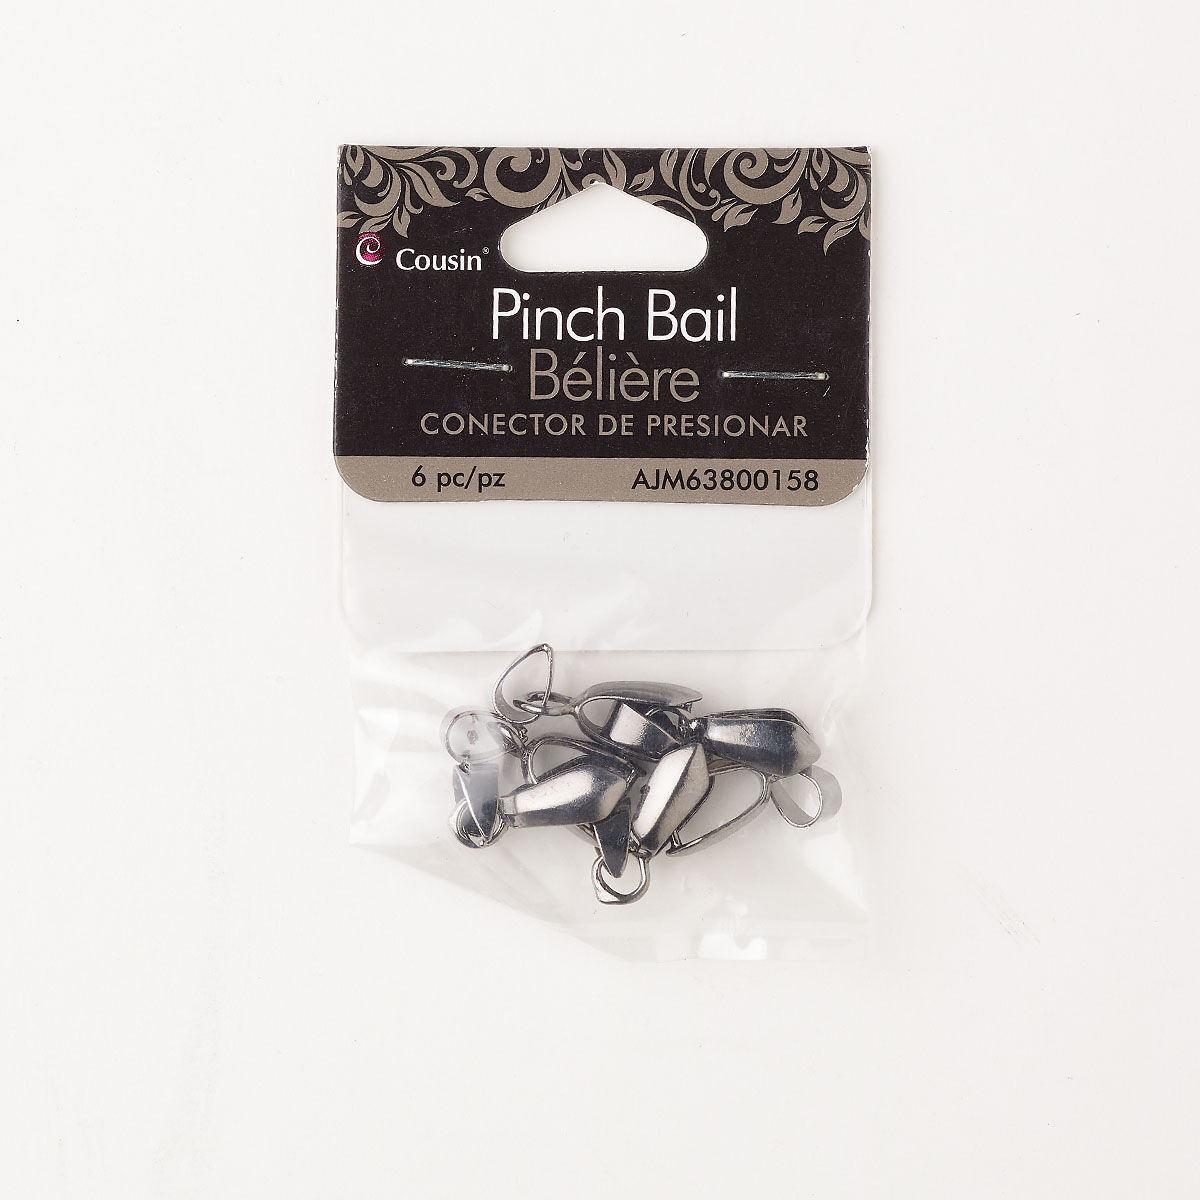 Cousin®
Pinch Bail
Bélière
CONECTOR DE PRESIONAR
6 pc/pz AJM63800158